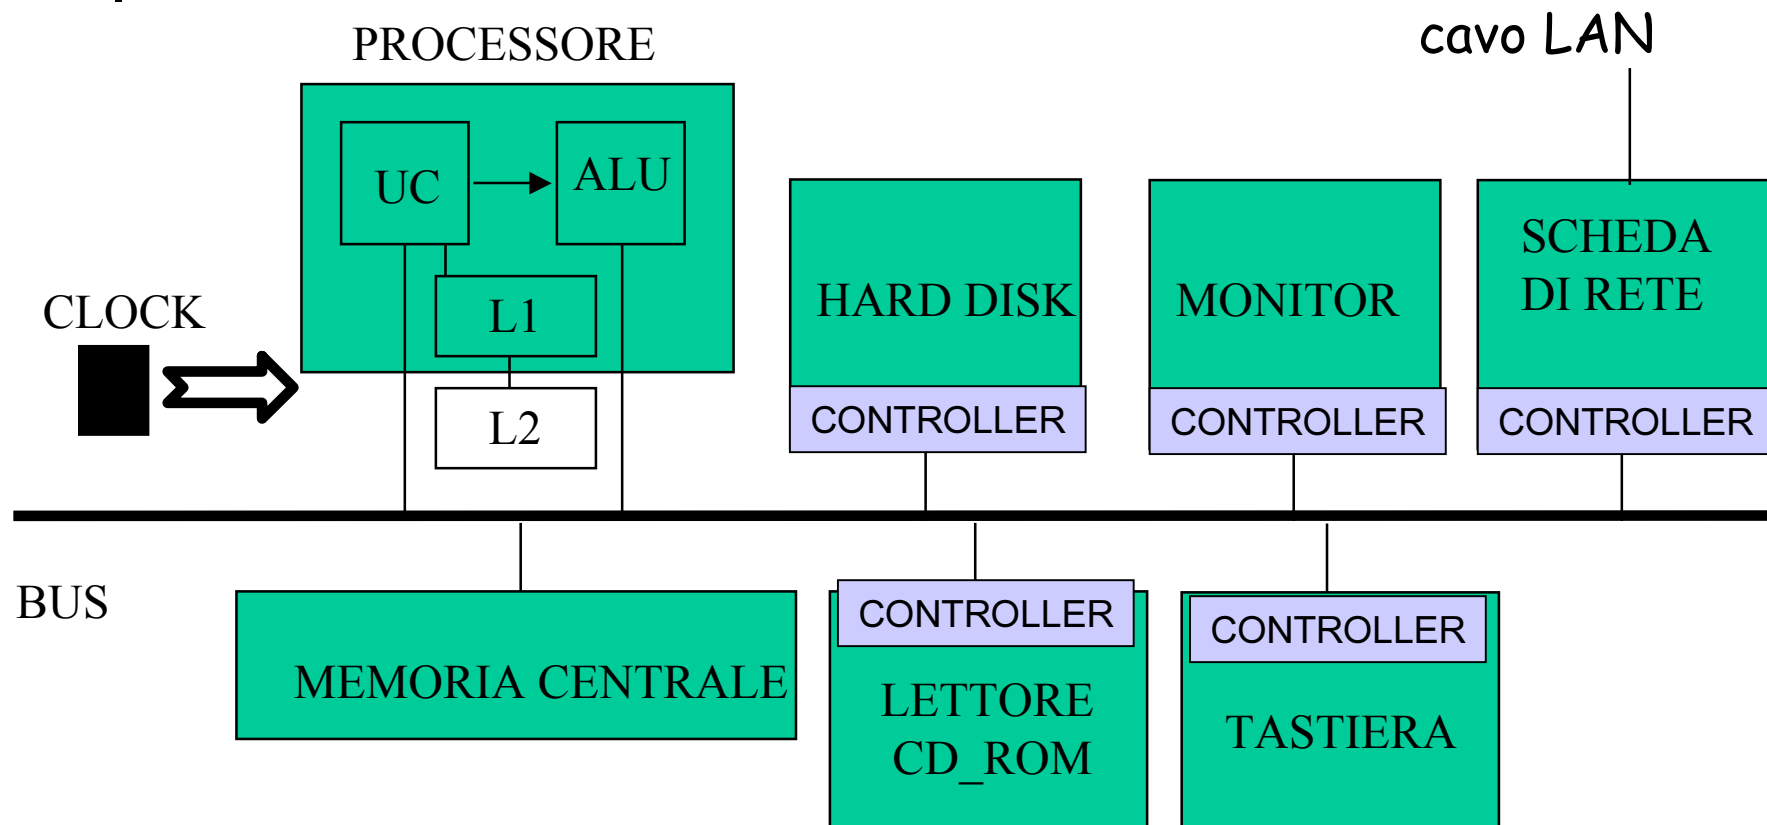 PROCESSORE
cavo LAN
UC
ALU
L1
L2
CLOCK
HARD DISK
CONTROLLER
MONITOR
CONTROLLER
SCHEDA
DI RETE
CONTROLLER
BUS
MEMORIA CENTRALE
CONTROLLER
LETTORE
CD_ROM
CONTROLLER
TASTIERA